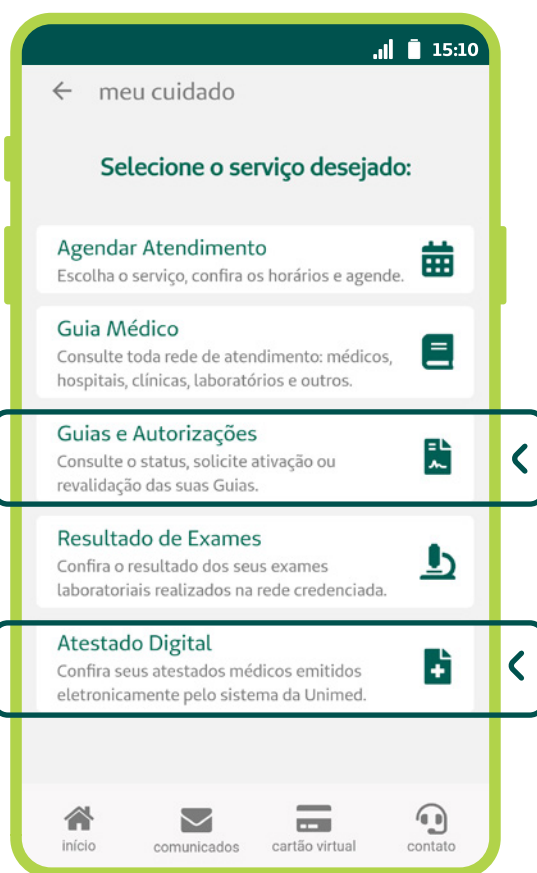 15:10
meu cuidado
Selecione o serviço desejado:
Agendar Atendimento
Escolha o serviço, confira os horários e agende.
Guia Médico
Consulte toda rede de atendimento: médicos,
hospitais, clínicas, laboratórios e outros.
Guias e Autorizações
Consulte o status, solicite ativação ou
revalidação das suas Guias.
Resultado de Exames
Confira o resultado dos seus exames
laboratoriais realizados na rede credenciada.
Atestado Digital
Confira seus atestados médicos emitidos
eletronicamente pelo sistema da Unimed.
início comunicados cartão virtual contato